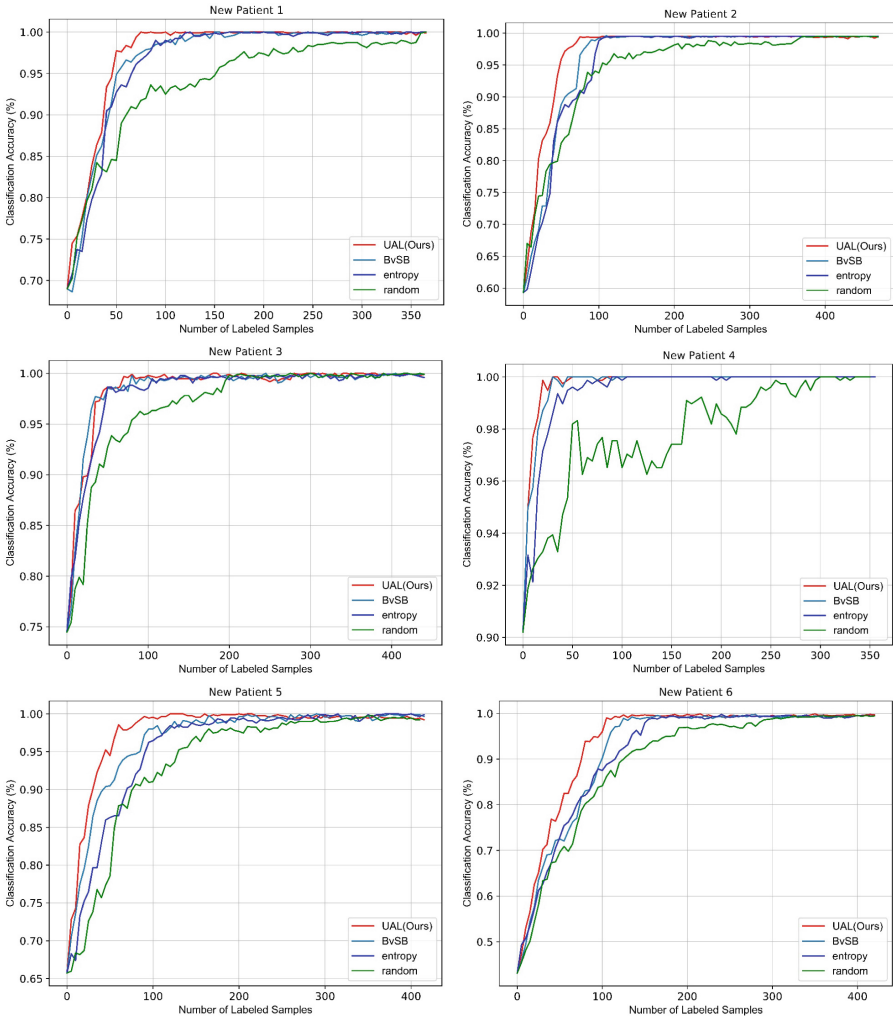 New Patient 1
Classification Accuracy (%)
1.00
0.95
0.90
0.85
0.80
0.75
0.70
UAL(Ours)
BvSB
entropy
random
0 50 100 150 200 250 300 350
Number of Labeled Samples
New Patient 2
Classification Accuracy (%)
1.00
0.95
0.90
0.85
0.80
0.75
0.70
0.65
0.60
UAL(Ours)
BvSB
entropy
random
0 100 200 300 400
Number of Labeled Samples
New Patient 3
Classification Accuracy (%)
1.00
0.95
0.90
0.85
0.80
0.75
UAL(Ours)
BvSB
entropy
random
0 100 200 300 400
Number of Labeled Samples
New Patient 4
Classification Accuracy (%)
1.00
0.98
0.96
0.94
0.92
0.90
UAL(Ours)
BvSB
entropy
random
0 50 100 150 200 250 300 350
Number of Labeled Samples
New Patient 5
Classification Accuracy (%)
1.00
0.95
0.90
0.85
0.80
0.75
0.70
0.65
UAL(Ours)
BvSB
entropy
random
0 100 200 300 400
Number of Labeled Samples
New Patient 6
Classification Accuracy (%)
1.0
0.9
0.8
0.7
0.6
0.5
UAL(Ours)
BvSB
entropy
random
0 100 200 300 400
Number of Labeled Samples